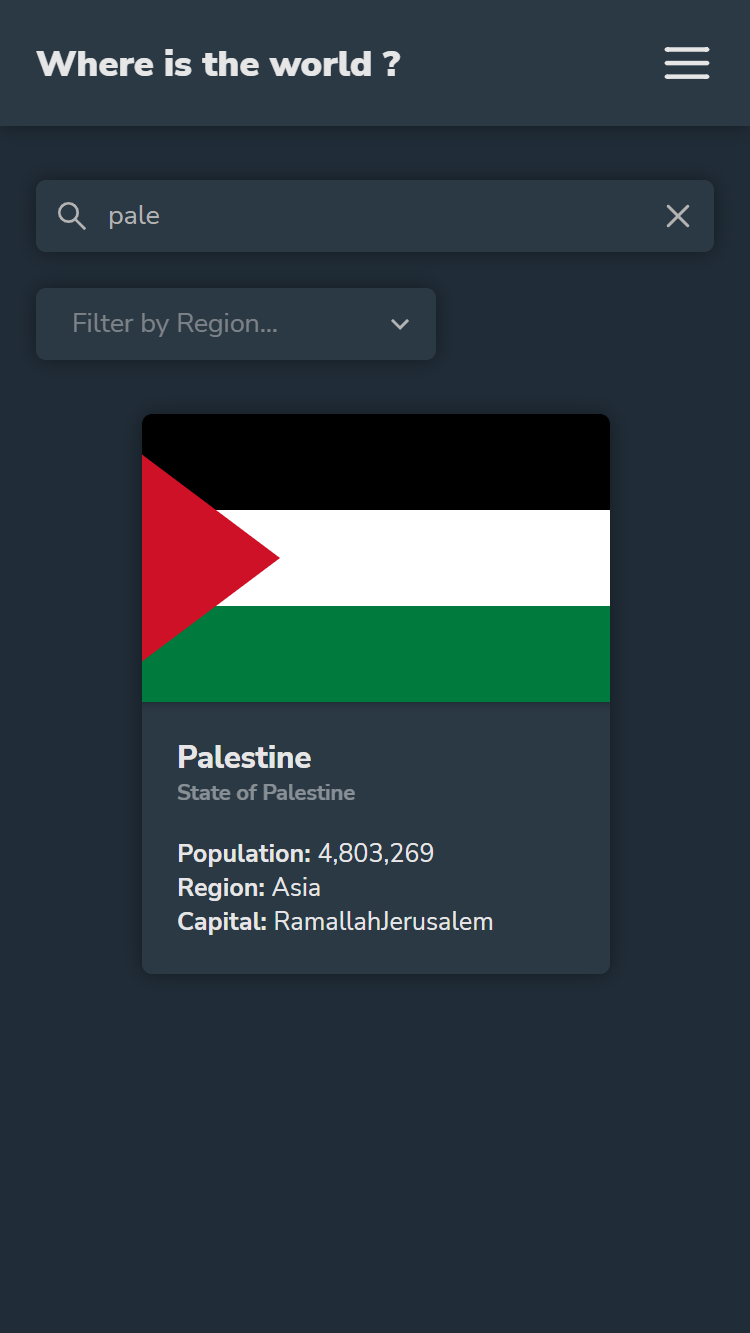 Where is the world ?
pale
Filter by Region...
Palestine
State of Palestine
Population: 4,803,269
Region: Asia
Capital: RamallahJerusalem